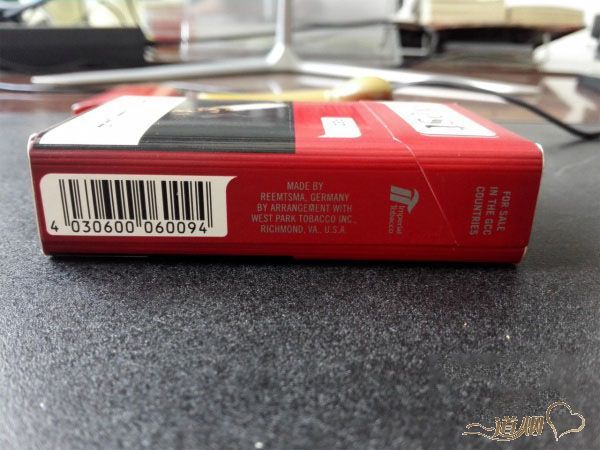 4 030600 060094
MADE BY
REEMTSMA, GERMANY
BY ARRANGEMENT WITH
WEST PARK TOBACCO INC.,
RICHMOND, VA., U.S.A.
Imperial
Tobacco
FOR SALE
IN THE GCC
COUNTRIES